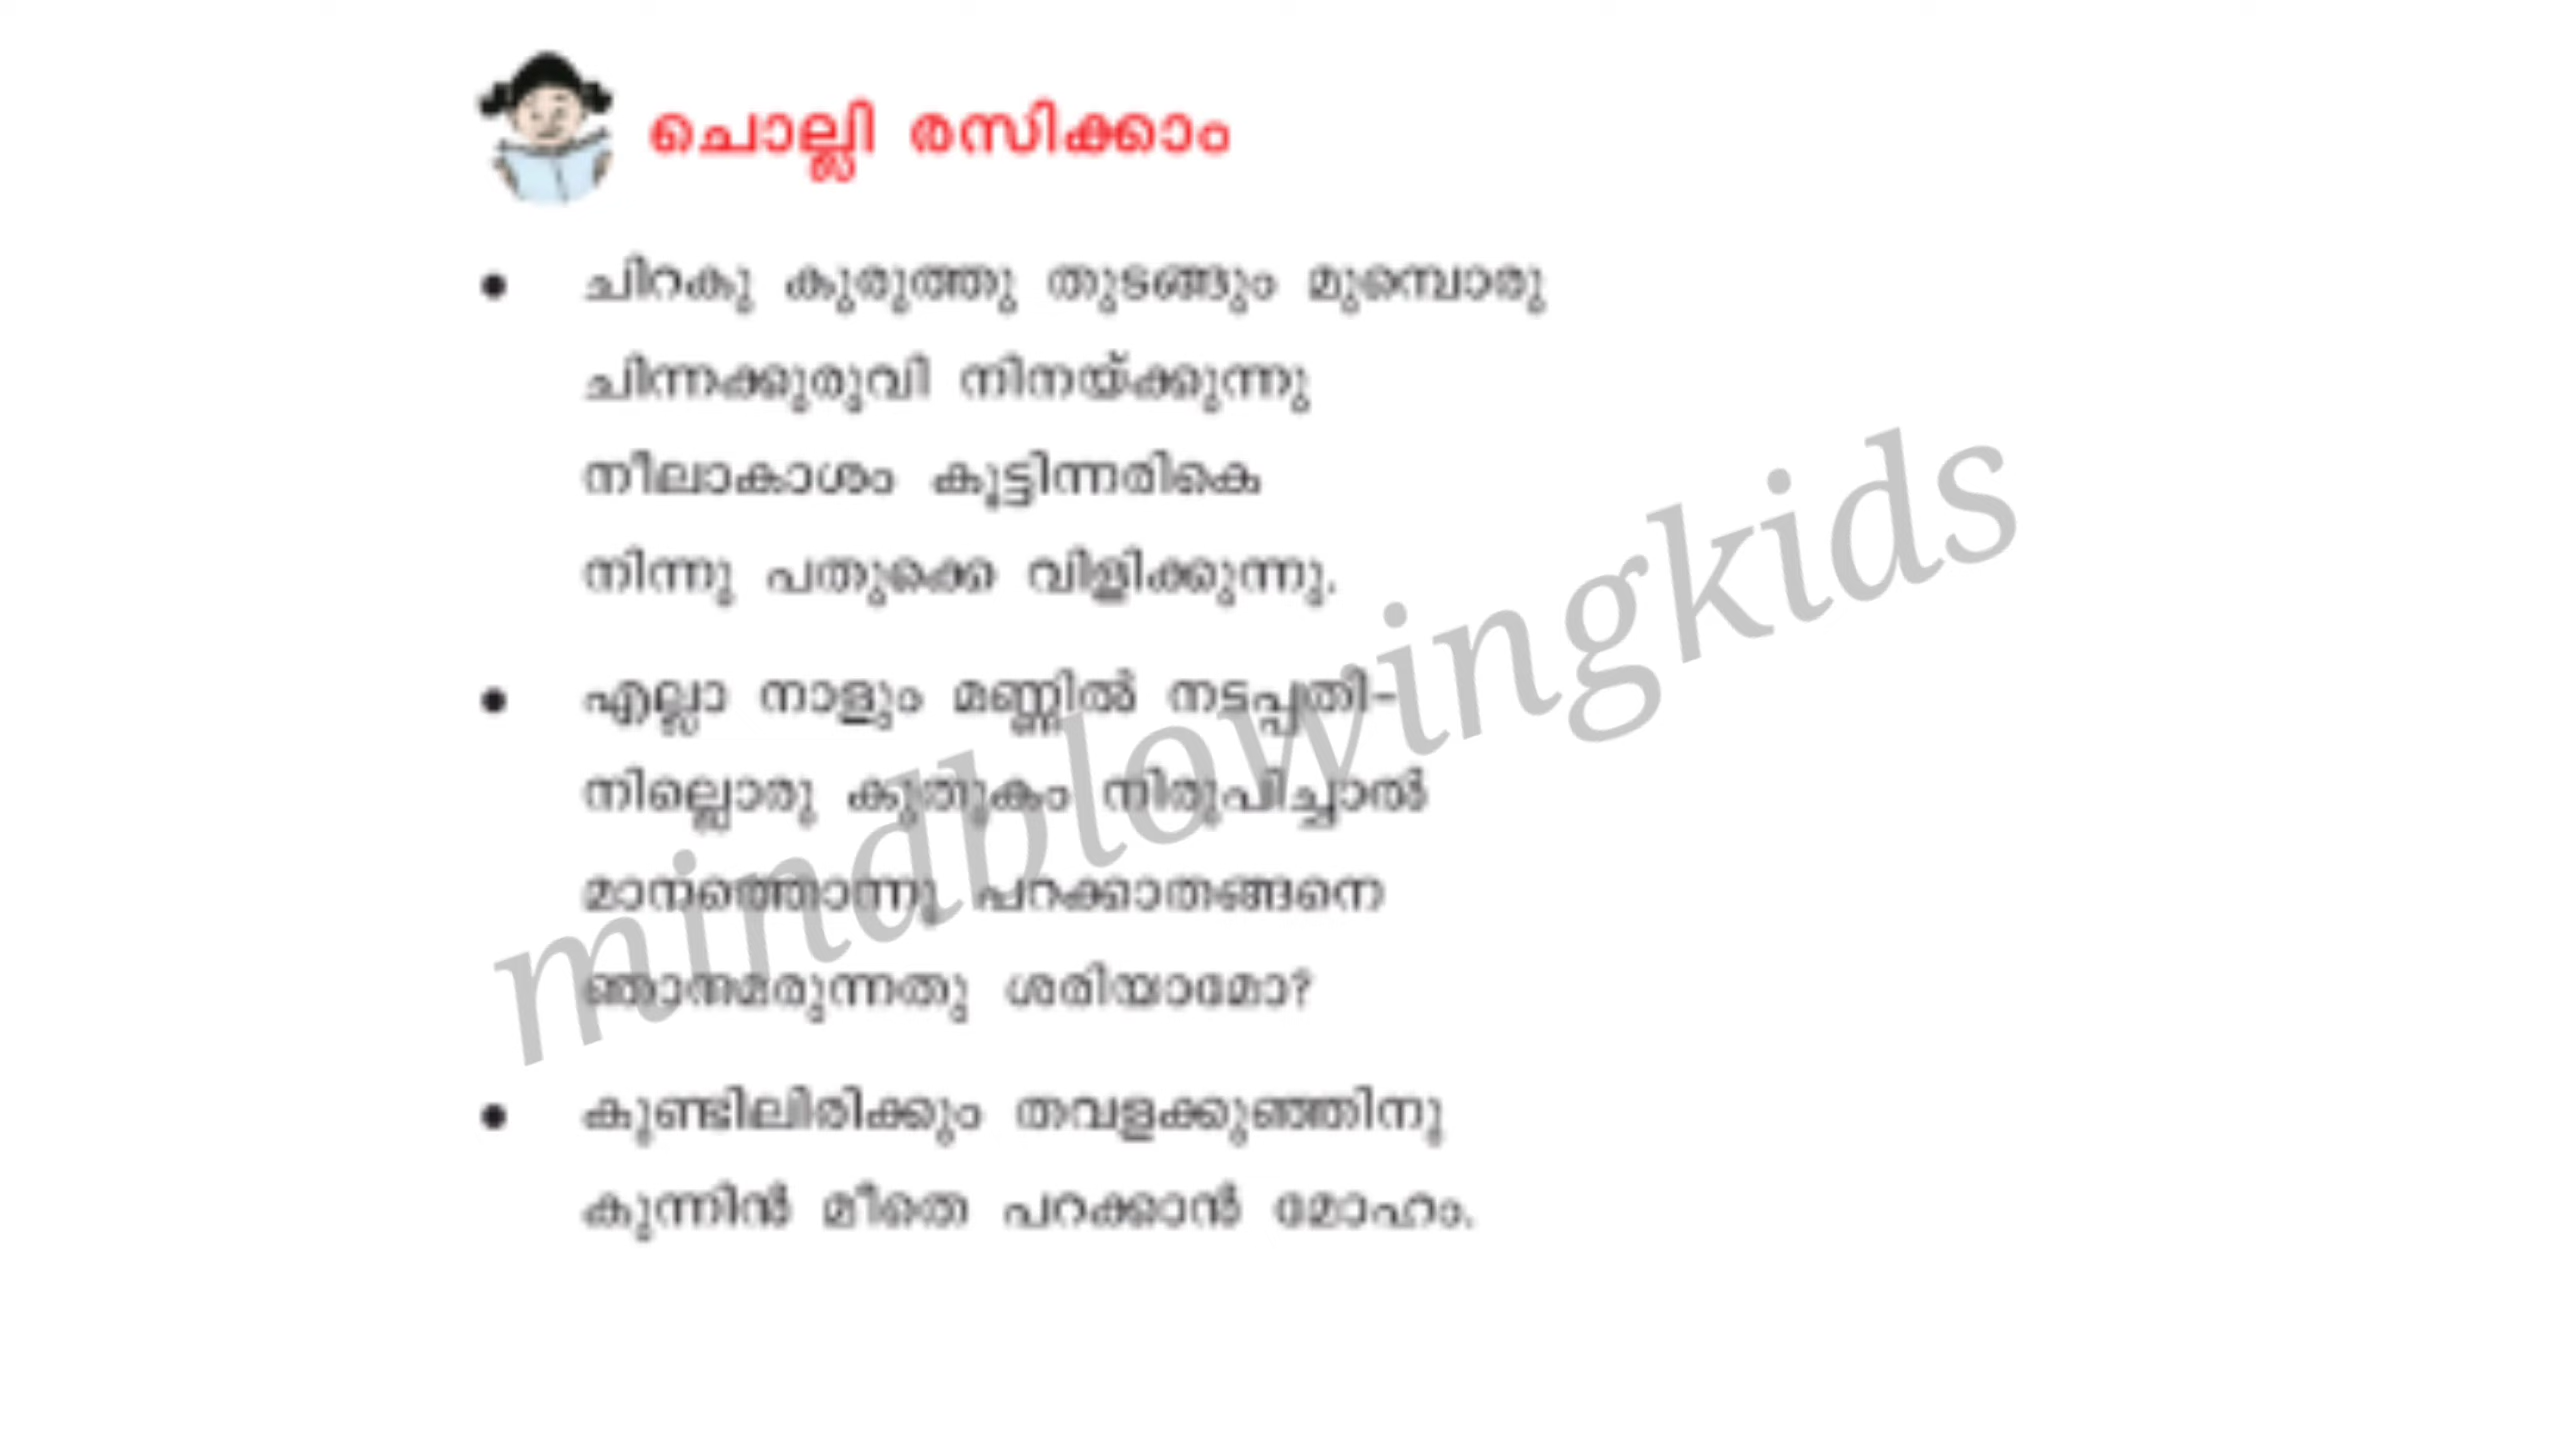 ചൊല്ലി രസിക്കാം
• ചിറകു കുരുത്തു തുടങ്ങും മുമ്പൊരു
ചിന്നക്കുരുവി നിനയ്ക്കുന്നു
നീലാകാശം കൂട്ടിന്നരികെ
നിന്നു പതുക്കെ വിളിക്കുന്നു.
• എല്ലാ നാളും മണ്ണിൽ നടപ്പതി-
നില്ലൊരു കുതുകം നിരുപിച്ചാൽ
മാനത്തൊന്നു പറക്കാതങ്ങനെ
ഞാനമരുന്നതു ശരിയാമോ?
• കുണ്ടിലിരിക്കും തവളക്കുഞ്ഞിനു
കുന്നിൻ മീതെ പറക്കാൻ മോഹം.
mindblowingkids